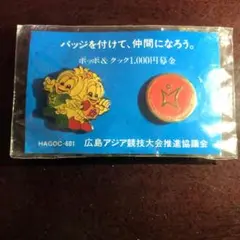 バッジを付けて、仲間になろう。
ポッポ&クック1,000円募金
HAGOC-481 広島アジア競技大会推進協議会